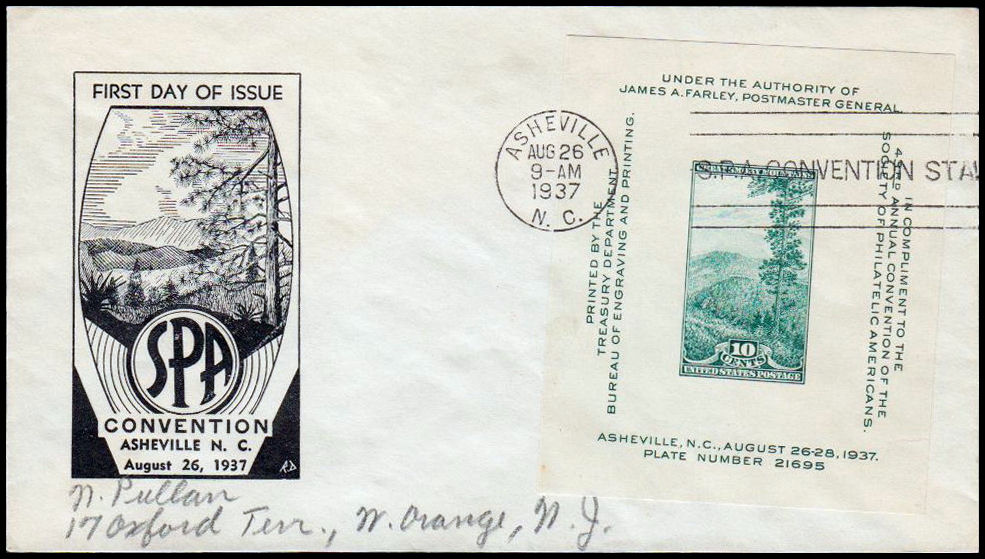 FIRST DAY OF ISSUE
SPA
CONVENTION
ASHEVILLE N. C.
August 26, 1937
RD
N. Pullan
17 Oxford Terr., W. Orange, N. J.
ASHEVILLE
AUG 26
9-AM
1937
N. C.
S.P.A. CONVENTION STA
UNDER THE AUTHORITY OF
JAMES A. FARLEY, POSTMASTER GENERAL.
PRINTED BY THE
TREASURY DEPARTMENT,
BUREAU OF ENGRAVING AND PRINTING.
IN COMPLIMENT TO THE
43RD ANNUAL CONVENTION OF THE
SOCIETY OF PHILATELIC AMERICANS.
10
CENTS
UNITED STATES POSTAGE
ASHEVILLE, N.C., AUGUST 26-28, 1937.
PLATE NUMBER 21695